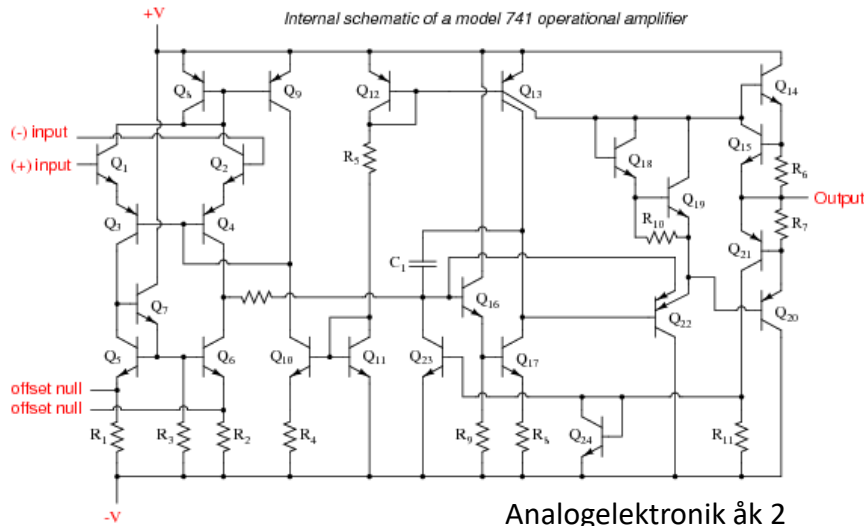 Internal schematic of a model 741 operational amplifier
+V
Q8
Q9
Q12
Q13
Q14
(-) input
(+) input
Q1
Q2
Q15
Q18
R5
R6
Output
Q3
Q4
Q19
R7
R10
Q21
C1
Q7
Q16
Q22
Q20
Q5
Q6
Q10
Q11
Q23
Q17
offset null
offset null
Q24
R1
R3
R2
R4
R9
R8
R11
-V
Analogelektronik åk 2